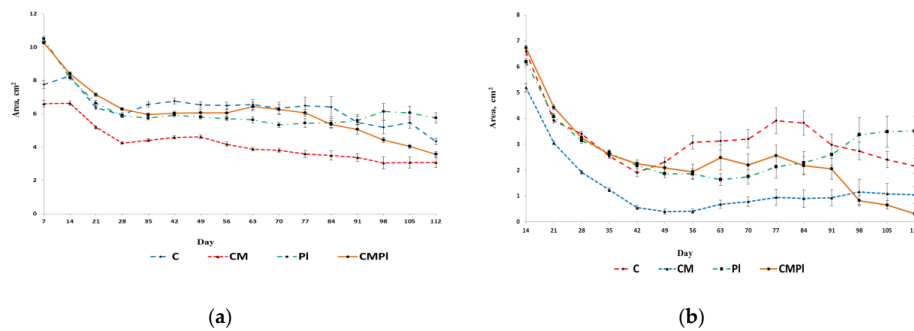 12
10
8
6
4
2
0
Area, cm²
7 14 21 28 35 42 49 56 63 70 77 84 91 98 105 112
Day
C CM Pl CMPl
(a)
8
7
6
5
4
3
2
1
0
Area, cm²
14 21 28 35 42 49 56 63 70 77 84 91 98 105
Day
C CM Pl CMPl
(b)